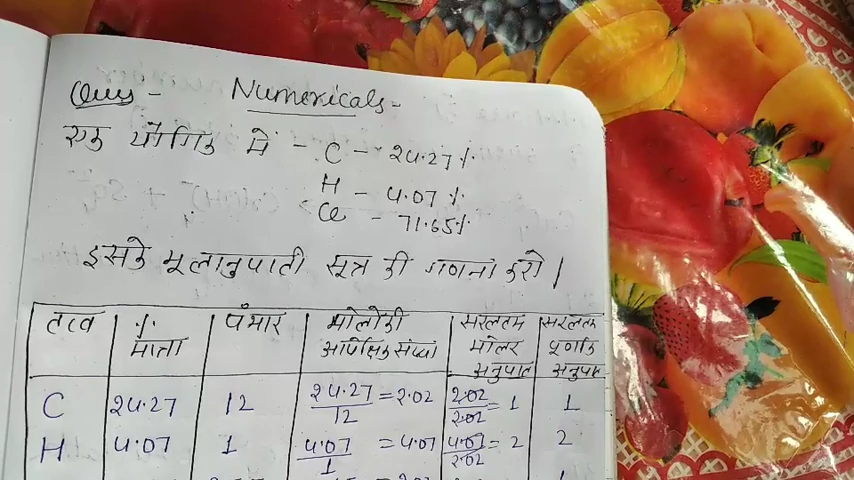 Ques - Numericals -
एक यौगिक में - C - 24.27%
H - 4.07%
Cl - 71.65%
इसके मूलानुपाती सूत्र की गणना करो |
तत्व | % मात्रा | प.भार | मोलो की आपेक्षिक संख्या | सरलतम मोलर अनुपात | सरलतम पूर्णांक अनुपात
C | 24.27 | 12 | 24.27/12 = 2.02 | 2.02/2.02 = 1 | 1
H | 4.07 | 1 | 4.07/1 = 4.07 | 4.07/2.02 = 2 | 2